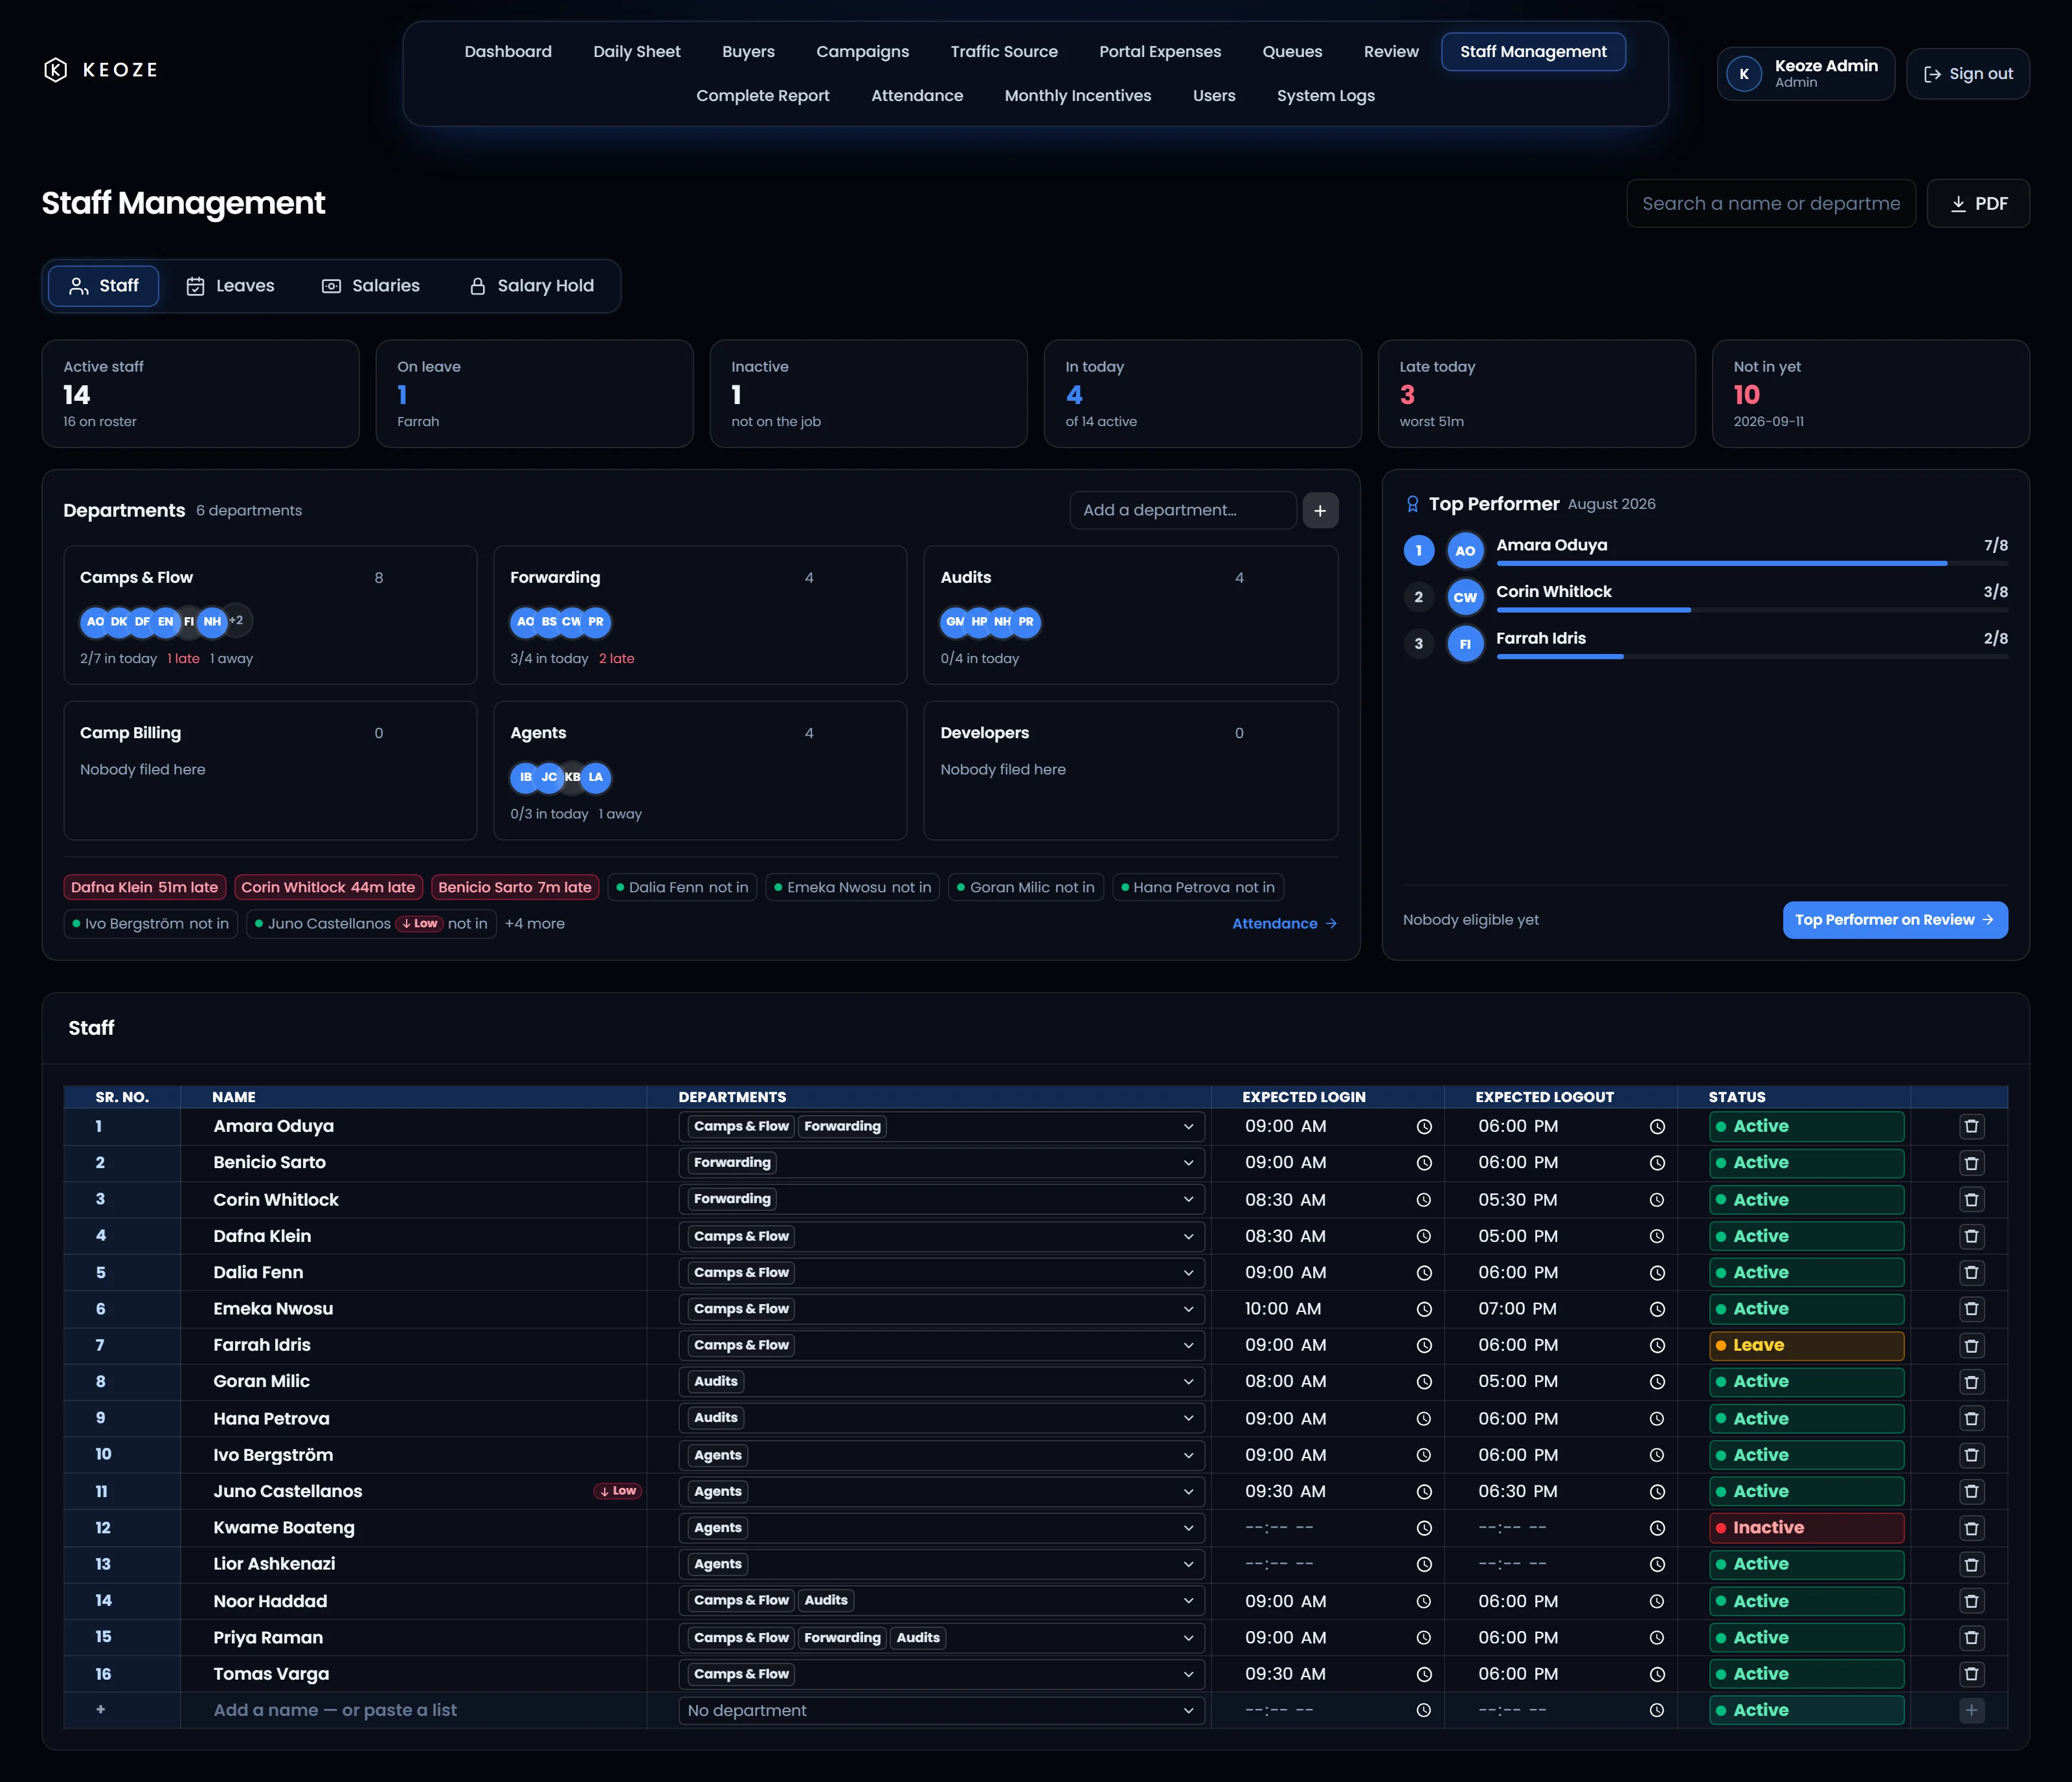 KEOZE
Dashboard Daily Sheet Buyers Campaigns Traffic Source Portal Expenses Queues Review Staff Management
Complete Report Attendance Monthly Incentives Users System Logs
K Keoze Admin
Admin
Sign out
Staff Management
Search a name or departme
PDF
Staff Leaves Salaries Salary Hold
Active staff
14
16 on roster
On leave
1
Farrah
Inactive
1
not on the job
In today
4
of 14 active
Late today
3
worst 51m
Not in yet
10
2026-09-11
Departments 6 departments
Add a department...
+
Camps & Flow 8
AO DK DF EN FI NH +2
2/7 in today 1 late 1 away
Forwarding 4
AO BS CW PR
3/4 in today 2 late
Audits 4
GM HP NH PR
0/4 in today
Camp Billing 0
Nobody filed here
Agents 4
IB JC KB LA
0/3 in today 1 away
Developers 0
Nobody filed here
Dafna Klein 51m late Corin Whitlock 44m late Benicio Sarto 7m late Dalia Fenn not in Emeka Nwosu not in Goran Milic not in Hana Petrova not in
Ivo Bergström not in Juno Castellanos ↓ Low not in +4 more
Attendance →
Top Performer August 2026
1 AO Amara Oduya 7/8
2 CW Corin Whitlock 3/8
3 FI Farrah Idris 2/8
Nobody eligible yet
Top Performer on Review →
Staff
SR. NO. NAME DEPARTMENTS EXPECTED LOGIN EXPECTED LOGOUT STATUS
1 Amara Oduya Camps & Flow Forwarding 09:00 AM 06:00 PM Active
2 Benicio Sarto Forwarding 09:00 AM 06:00 PM Active
3 Corin Whitlock Forwarding 08:30 AM 05:30 PM Active
4 Dafna Klein Camps & Flow 08:30 AM 05:00 PM Active
5 Dalia Fenn Camps & Flow 09:00 AM 06:00 PM Active
6 Emeka Nwosu Camps & Flow 10:00 AM 07:00 PM Active
7 Farrah Idris Camps & Flow 09:00 AM 06:00 PM Leave
8 Goran Milic Audits 08:00 AM 05:00 PM Active
9 Hana Petrova Audits 09:00 AM 06:00 PM Active
10 Ivo Bergström Agents 09:00 AM 06:00 PM Active
11 Juno Castellanos ↓ Low Agents 09:30 AM 06:30 PM Active
12 Kwame Boateng Agents --:-- -- --:-- -- Inactive
13 Lior Ashkenazi Agents --:-- -- --:-- -- Active
14 Noor Haddad Camps & Flow Audits 09:00 AM 06:00 PM Active
15 Priya Raman Camps & Flow Forwarding Audits 09:00 AM 06:00 PM Active
16 Tomas Varga Camps & Flow 09:30 AM 06:00 PM Active
+ Add a name — or paste a list No department --:-- -- --:-- -- Active +